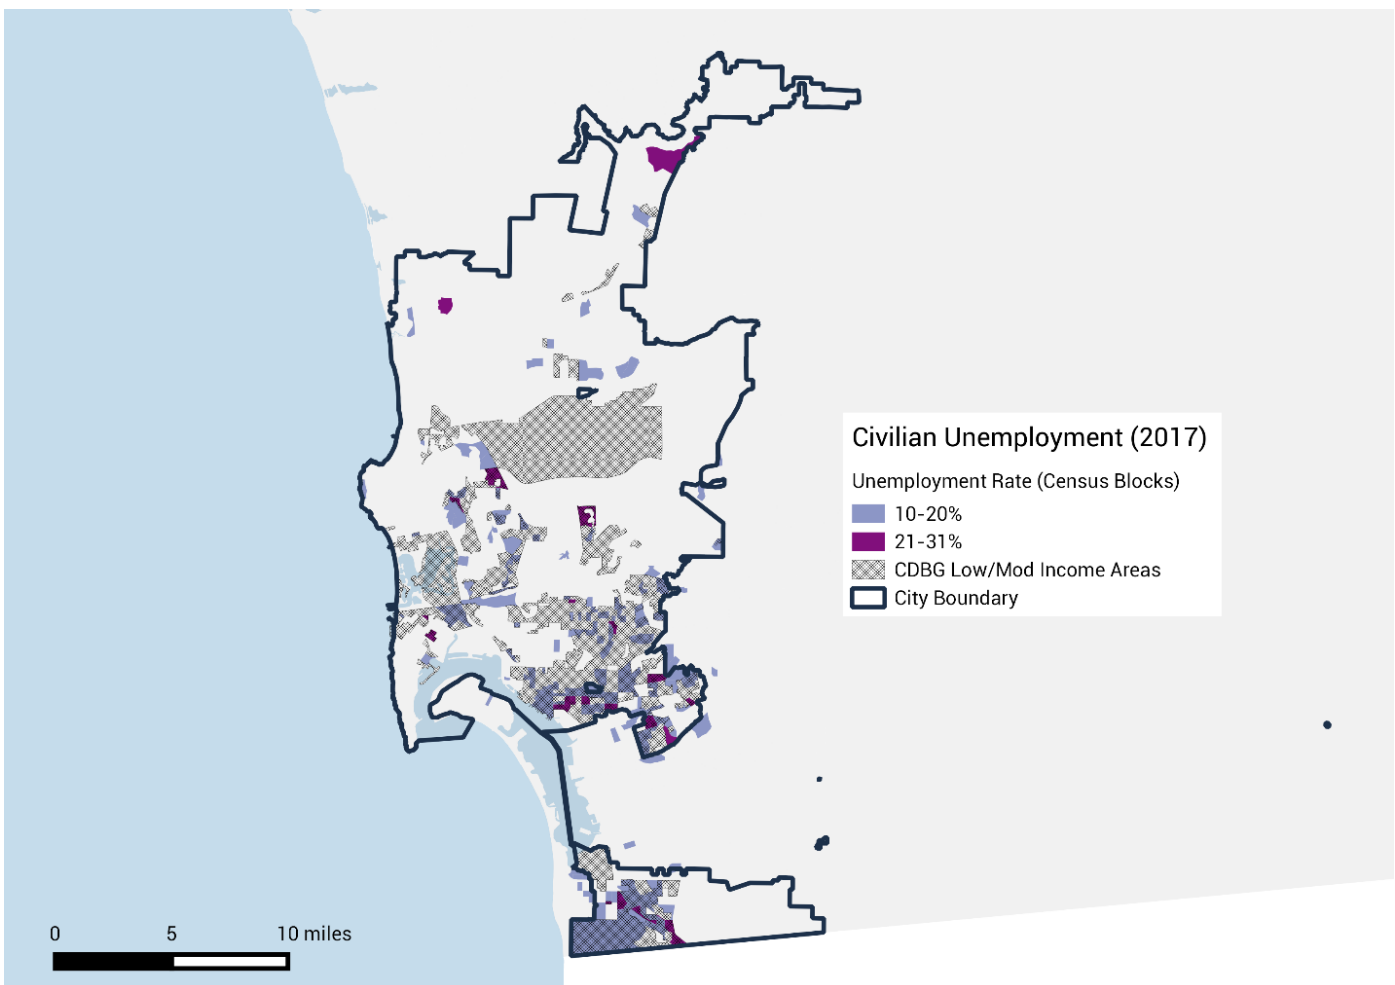 Civilian Unemployment (2017)
Unemployment Rate (Census Blocks)
10-20%
21-31%
CDBG Low/Mod Income Areas
City Boundary
0 5 10 miles